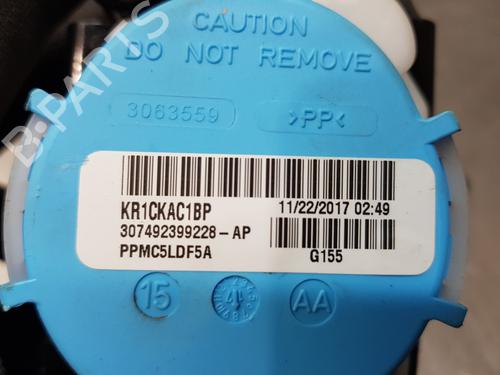 CAUTION
DO NOT REMOVE
3063559 >PP<
KR1CKAC1BP 11/22/2017 02:49
307492399228-AP
PPMC5LDF5A G155
15 14 AA
B-PARTS